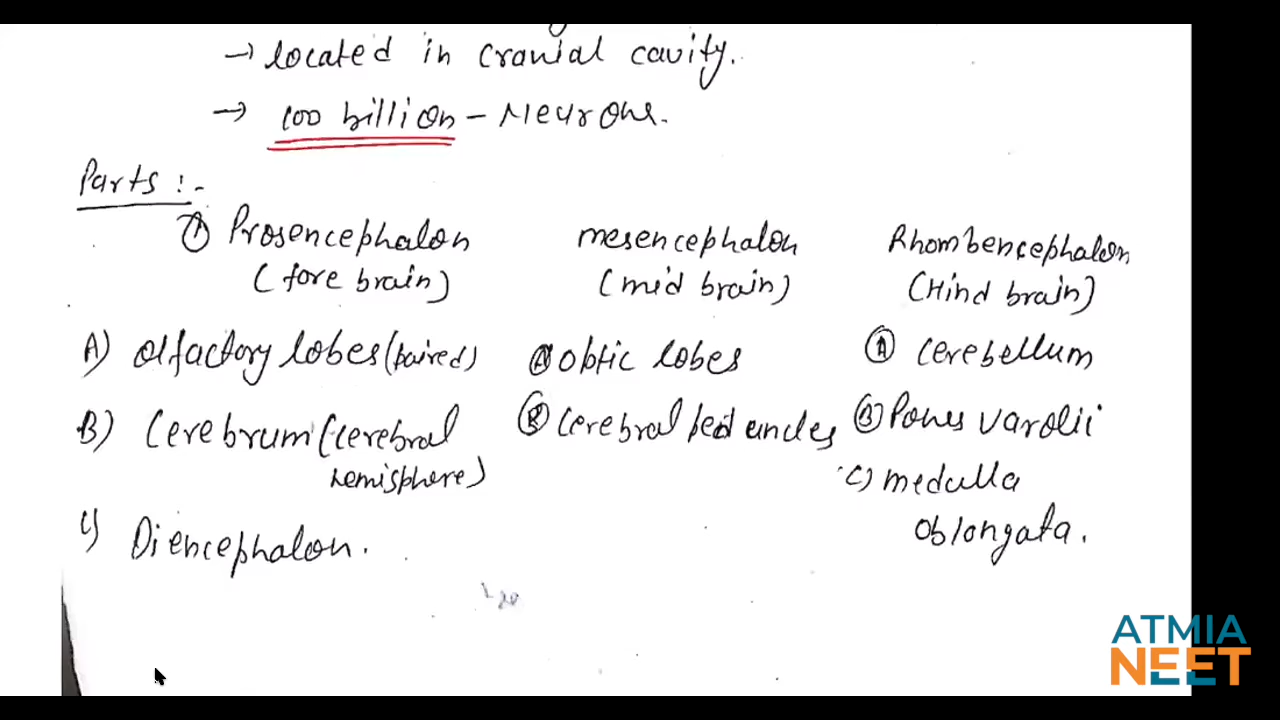 → located in cranial cavity.
→ 100 billion - Neurons.
Parts :-
① Prosencephalon mesencephalon Rhombencephalon
(fore brain) (mid brain) (Hind brain)
A) olfactory lobes (paired) Ⓐ optic lobes Ⓐ cerebellum
B) Cerebrum (cerebral Ⓑ cerebral peduncles Ⓑ Pons varolii
hemisphere) C) medulla
C) Diencephalon. oblongata.
ATMIA
NEET